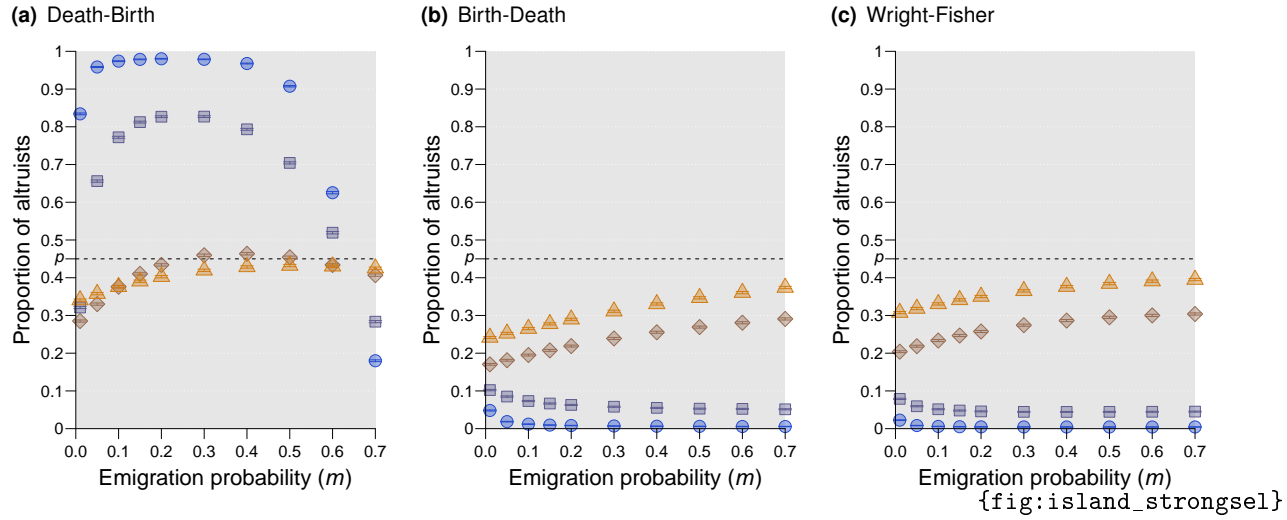 (a) Death-Birth
Proportion of altruists
1
0.9
0.8
0.7
0.6
0.5
p
0.4
0.3
0.2
0.1
0
0.0 0.1 0.2 0.3 0.4 0.5 0.6 0.7
Emigration probability (m)
(b) Birth-Death
Proportion of altruists
1
0.9
0.8
0.7
0.6
0.5
p
0.4
0.3
0.2
0.1
0
0.0 0.1 0.2 0.3 0.4 0.5 0.6 0.7
Emigration probability (m)
(c) Wright-Fisher
Proportion of altruists
1
0.9
0.8
0.7
0.6
0.5
p
0.4
0.3
0.2
0.1
0
0.0 0.1 0.2 0.3 0.4 0.5 0.6 0.7
Emigration probability (m)
{fig:island_strongsel}